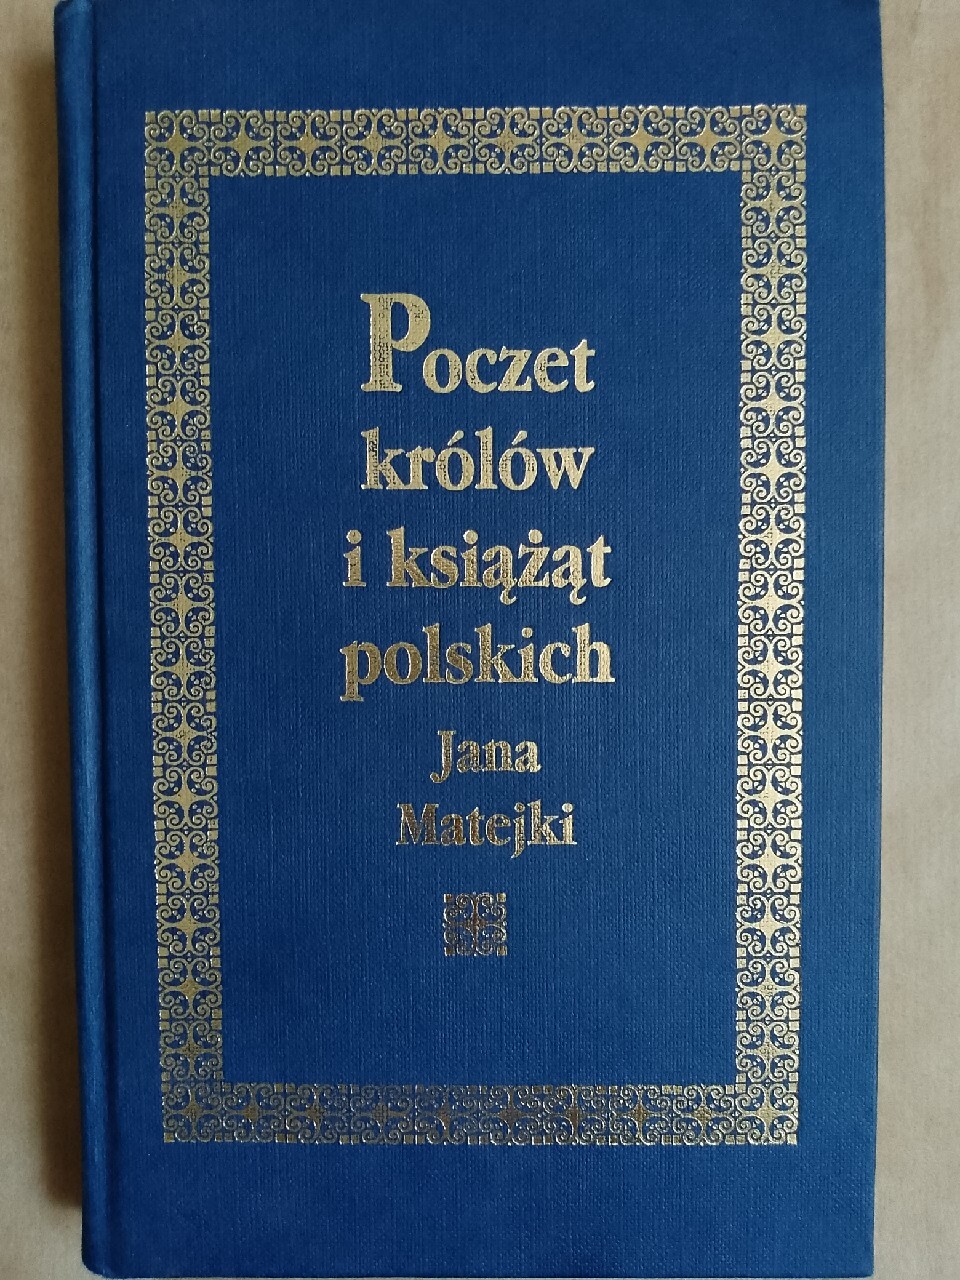 Poczet
królów
i książąt
polskich
Jana
Matejki